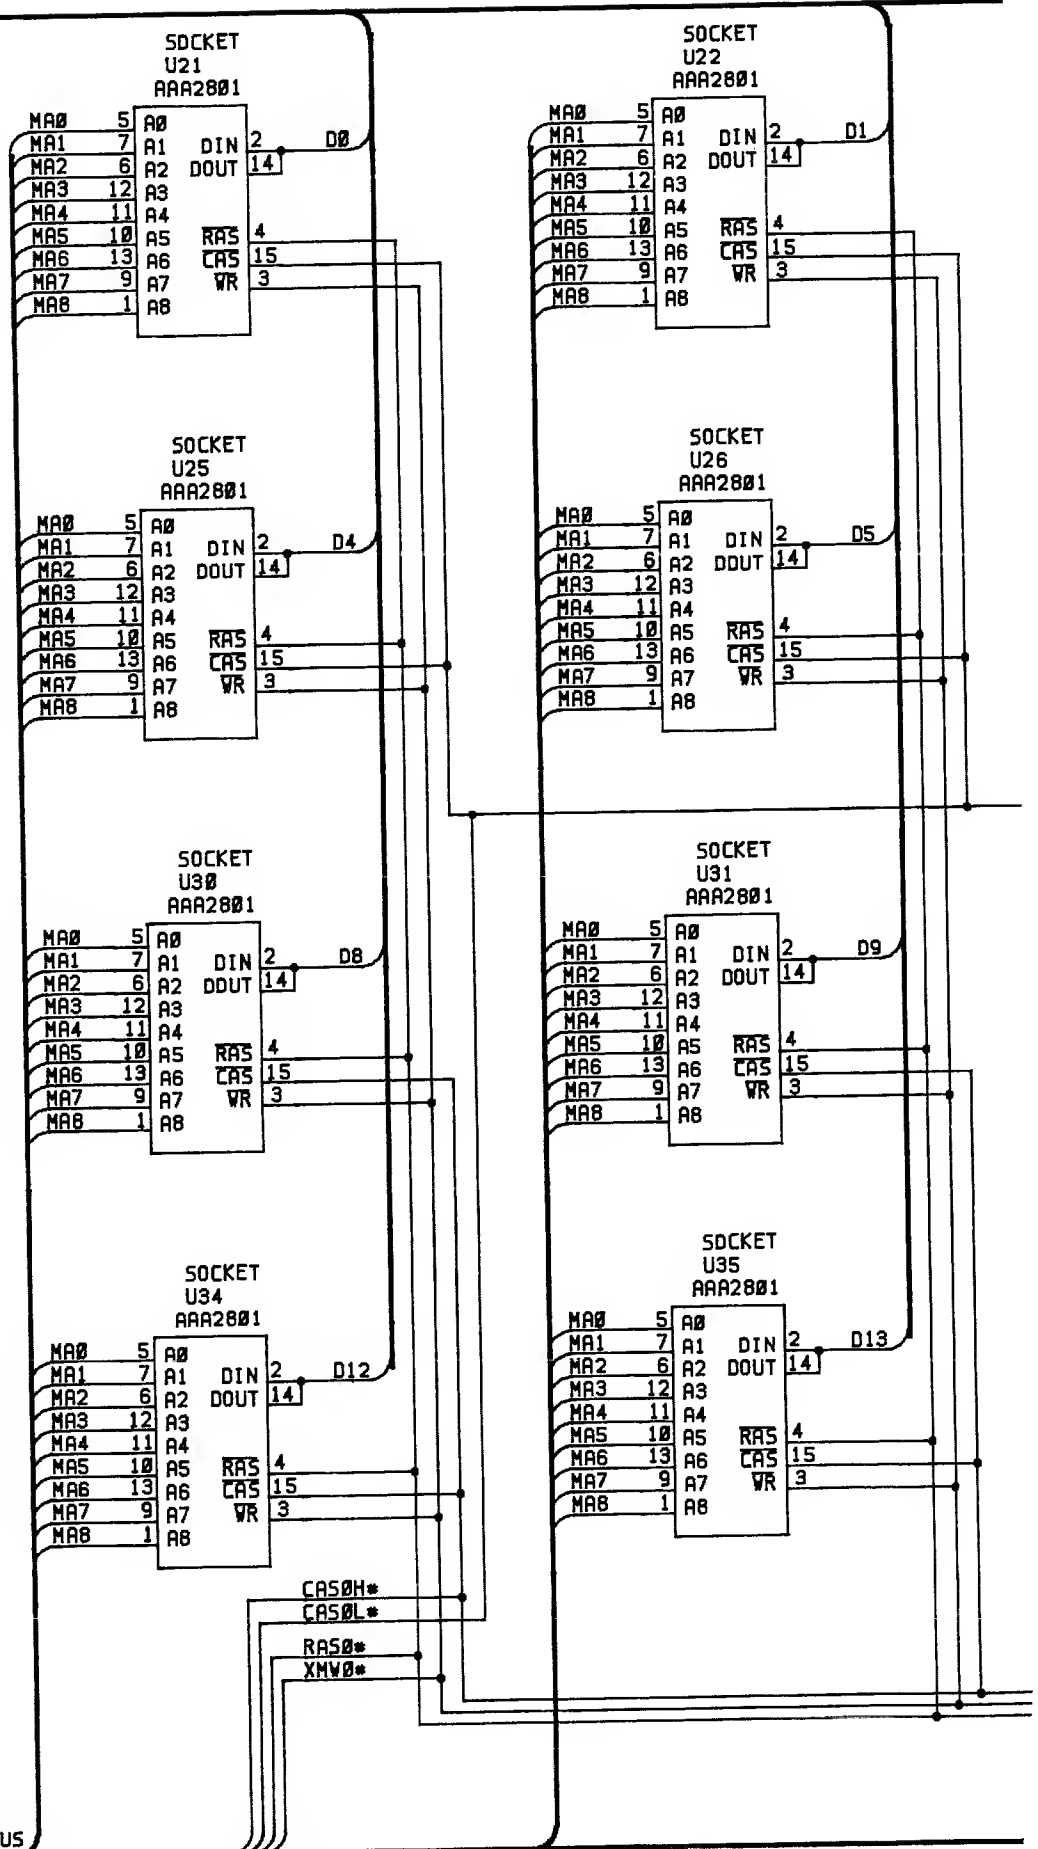 SOCKET
U21
AAA2801
MA0 5 A0
MA1 7 A1 DIN 2 D0
MA2 6 A2 DOUT 14
MA3 12 A3
MA4 11 A4
MA5 10 A5 RAS 4
MA6 13 A6 CAS 15
MA7 9 A7 WR 3
MA8 1 A8
SOCKET
U22
AAA2801
MA0 5 A0
MA1 7 A1 DIN 2 D1
MA2 6 A2 DOUT 14
MA3 12 A3
MA4 11 A4
MA5 10 A5 RAS 4
MA6 13 A6 CAS 15
MA7 9 A7 WR 3
MA8 1 A8
SOCKET
U25
AAA2801
MA0 5 A0
MA1 7 A1 DIN 2 D4
MA2 6 A2 DOUT 14
MA3 12 A3
MA4 11 A4
MA5 10 A5 RAS 4
MA6 13 A6 CAS 15
MA7 9 A7 WR 3
MA8 1 A8
SOCKET
U26
AAA2801
MA0 5 A0
MA1 7 A1 DIN 2 D5
MA2 6 A2 DOUT 14
MA3 12 A3
MA4 11 A4
MA5 10 A5 RAS 4
MA6 13 A6 CAS 15
MA7 9 A7 WR 3
MA8 1 A8
SOCKET
U30
AAA2801
MA0 5 A0
MA1 7 A1 DIN 2 D8
MA2 6 A2 DOUT 14
MA3 12 A3
MA4 11 A4
MA5 10 A5 RAS 4
MA6 13 A6 CAS 15
MA7 9 A7 WR 3
MA8 1 A8
SOCKET
U31
AAA2801
MA0 5 A0
MA1 7 A1 DIN 2 D9
MA2 6 A2 DOUT 14
MA3 12 A3
MA4 11 A4
MA5 10 A5 RAS 4
MA6 13 A6 CAS 15
MA7 9 A7 WR 3
MA8 1 A8
SOCKET
U34
AAA2801
MA0 5 A0
MA1 7 A1 DIN 2 D12
MA2 6 A2 DOUT 14
MA3 12 A3
MA4 11 A4
MA5 10 A5 RAS 4
MA6 13 A6 CAS 15
MA7 9 A7 WR 3
MA8 1 A8
SOCKET
U35
AAA2801
MA0 5 A0
MA1 7 A1 DIN 2 D13
MA2 6 A2 DOUT 14
MA3 12 A3
MA4 11 A4
MA5 10 A5 RAS 4
MA6 13 A6 CAS 15
MA7 9 A7 WR 3
MA8 1 A8
CAS0H*
CAS0L*
RAS0*
XMW0*
US